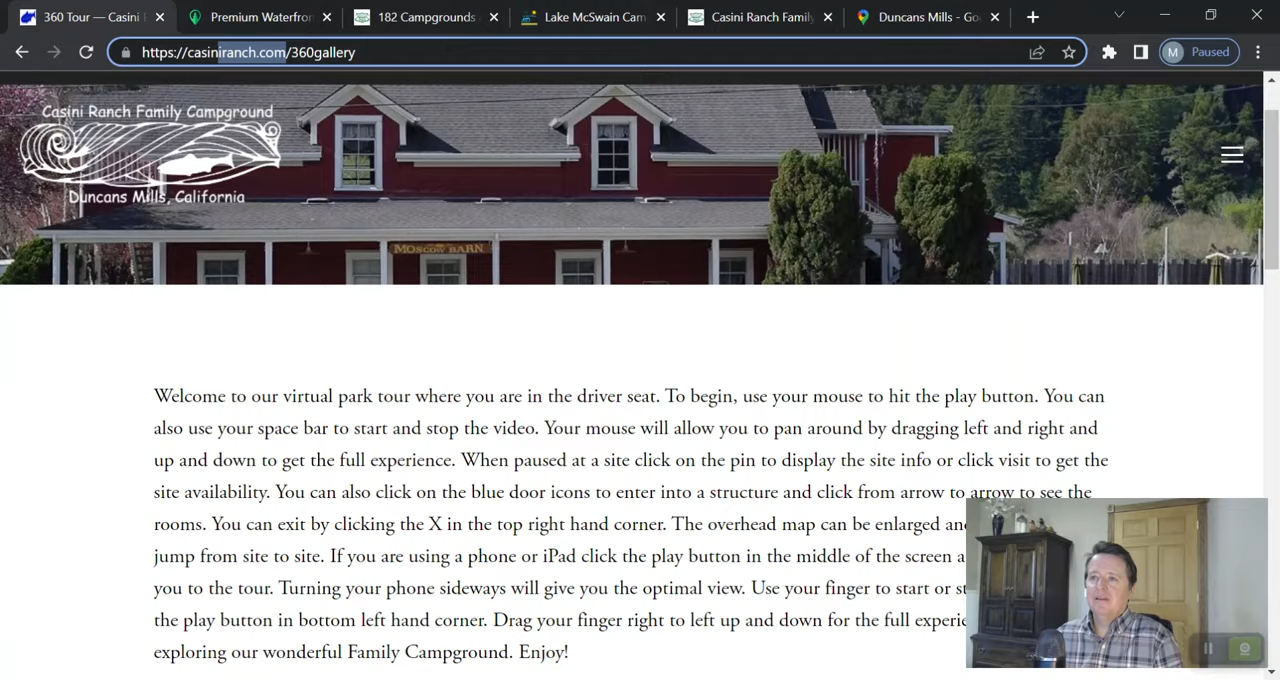 360 Tour — Casini
Premium Waterfron
182 Campgrounds
Lake McSwain Cam
Casini Ranch Family
Duncans Mills - Go
https://casiniranch.com/360gallery
M Paused
Casini Ranch Family Campground
Duncans Mills, California
MOSCOW BARN
Welcome to our virtual park tour where you are in the driver seat. To begin, use your mouse to hit the play button. You can
also use your space bar to start and stop the video. Your mouse will allow you to pan around by dragging left and right and
up and down to get the full experience. When paused at a site click on the pin to display the site info or click visit to get the
site availability. You can also click on the blue door icons to enter into a structure and click from arrow to arrow to see the
rooms. You can exit by clicking the X in the top right hand corner. The overhead map can be enlarged an
jump from site to site. If you are using a phone or iPad click the play button in the middle of the screen a
you to the tour. Turning your phone sideways will give you the optimal view. Use your finger to start or st
the play button in bottom left hand corner. Drag your finger right to left up and down for the full experie
exploring our wonderful Family Campground. Enjoy!